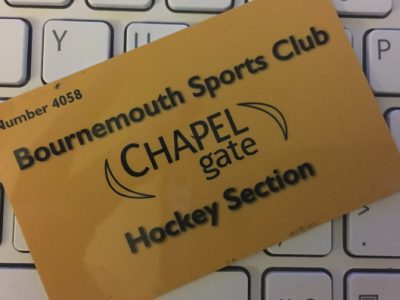 Y
U
P
Number 4058
Bournemouth Sports Club
CHAPEL
gate
Hockey Section